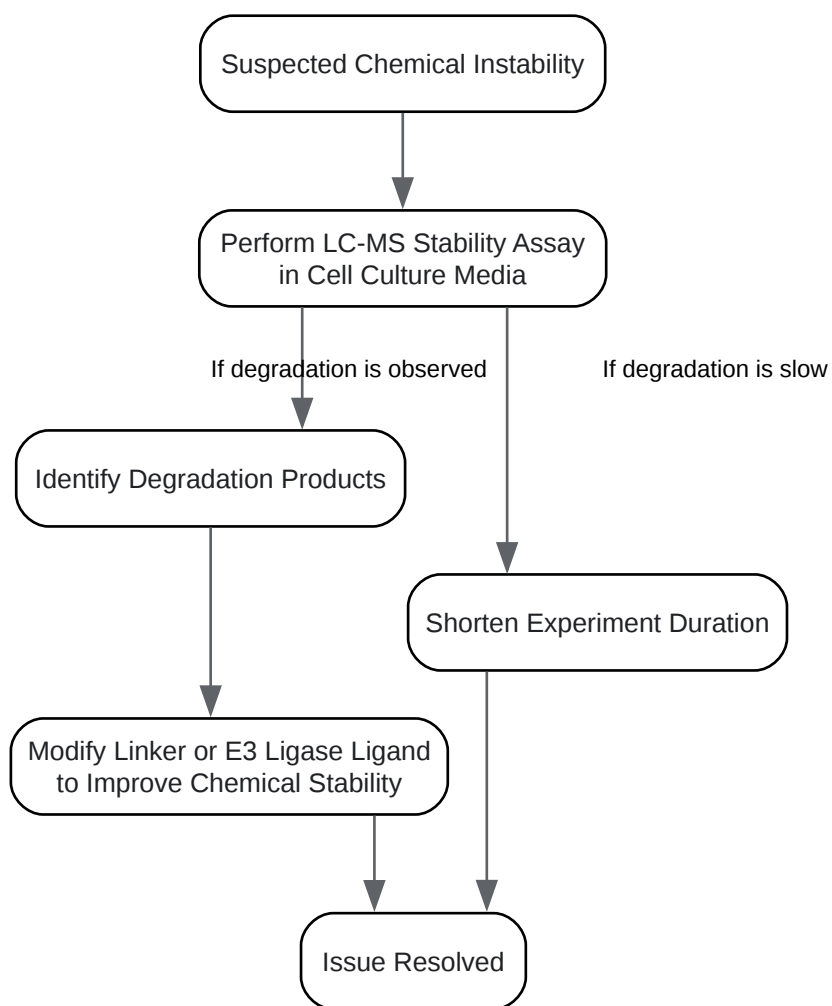 Suspected Chemical Instability
Perform LC-MS Stability Assay
in Cell Culture Media
If degradation is observed
If degradation is slow
Identify Degradation Products
Shorten Experiment Duration
Modify Linker or E3 Ligase Ligand
to Improve Chemical Stability
Issue Resolved